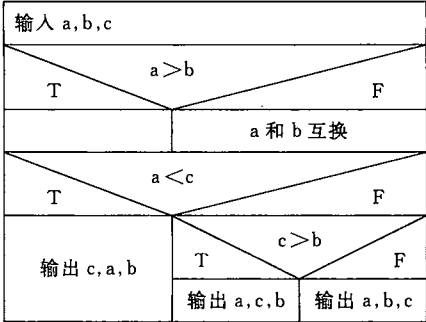 输入 a,b,c
a>b
T F
a 和 b 互换
a<c
T F
c>b
输出 c,a,b
T F
输出 a,c,b 输出 a,b,c